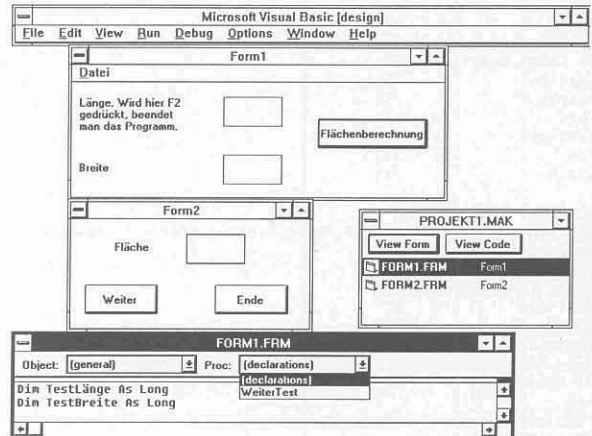 Microsoft Visual Basic [design]
File Edit View Run Debug Options Window Help
Form1
Datei
Länge. Wird hier F2
gedrückt, beendet
man das Programm.
Flächenberechnung
Breite
Form2
Fläche
Weiter Ende
PROJEKT1.MAK
View Form View Code
FORM1.FRM Form1
FORM2.FRM Form2
FORM1.FRM
Object: (general) Proc: (declarations)
(declarations)
WeiterTest
Dim TestLänge As Long
Dim TestBreite As Long